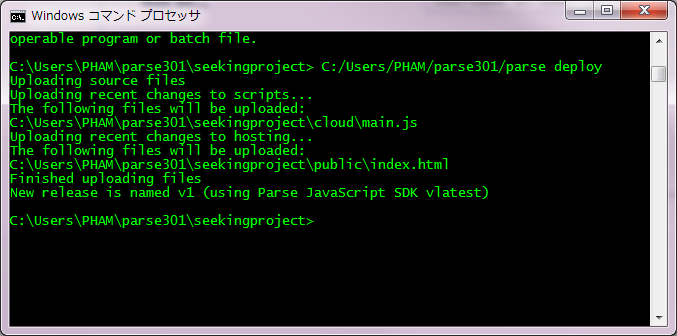 Windows コマンド プロセッサ
operable program or batch file.
C:\Users\PHAM\parse301\seekingproject> C:/Users/PHAM/parse301/parse deploy
Uploading source files
Uploading recent changes to scripts...
The following files will be uploaded:
C:\Users\PHAM\parse301\seekingproject\cloud\main.js
Uploading recent changes to hosting...
The following files will be uploaded:
C:\Users\PHAM\parse301\seekingproject\public\index.html
Finished uploading files
New release is named v1 (using Parse JavaScript SDK vlatest)
C:\Users\PHAM\parse301\seekingproject>